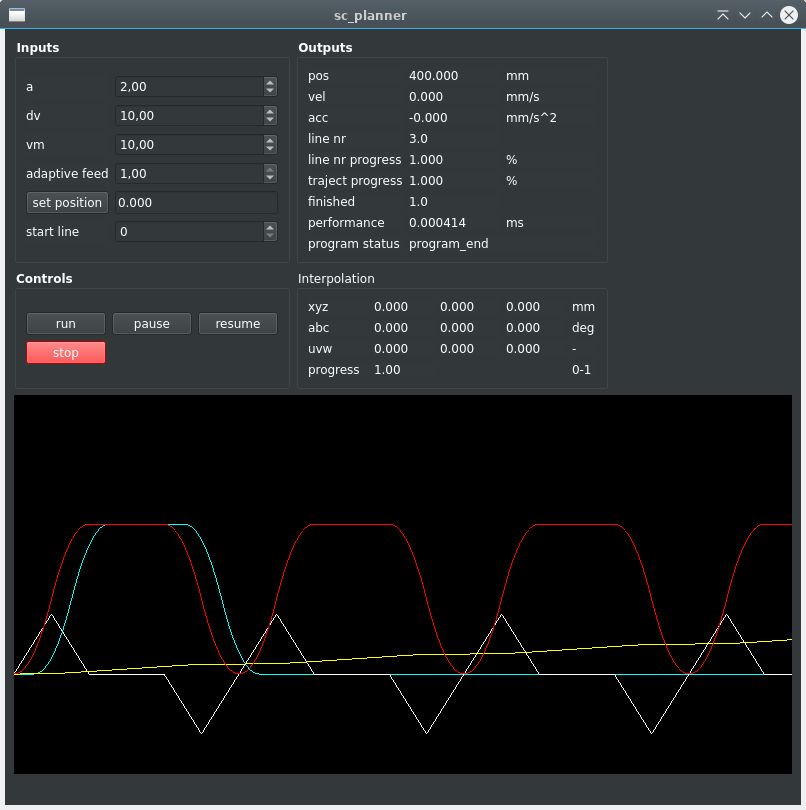 sc_planner
Inputs
a 2,00
dv 10,00
vm 10,00
adaptive feed 1,00
set position 0.000
start line 0
Outputs
pos 400.000 mm
vel 0.000 mm/s
acc -0.000 mm/s^2
line nr 3.0
line nr progress 1.000 %
traject progress 1.000 %
finished 1.0
performance 0.000414 ms
program status program_end
Controls
run pause resume
stop
Interpolation
xyz 0.000 0.000 0.000 mm
abc 0.000 0.000 0.000 deg
uvw 0.000 0.000 0.000 -
progress 1.00 0-1